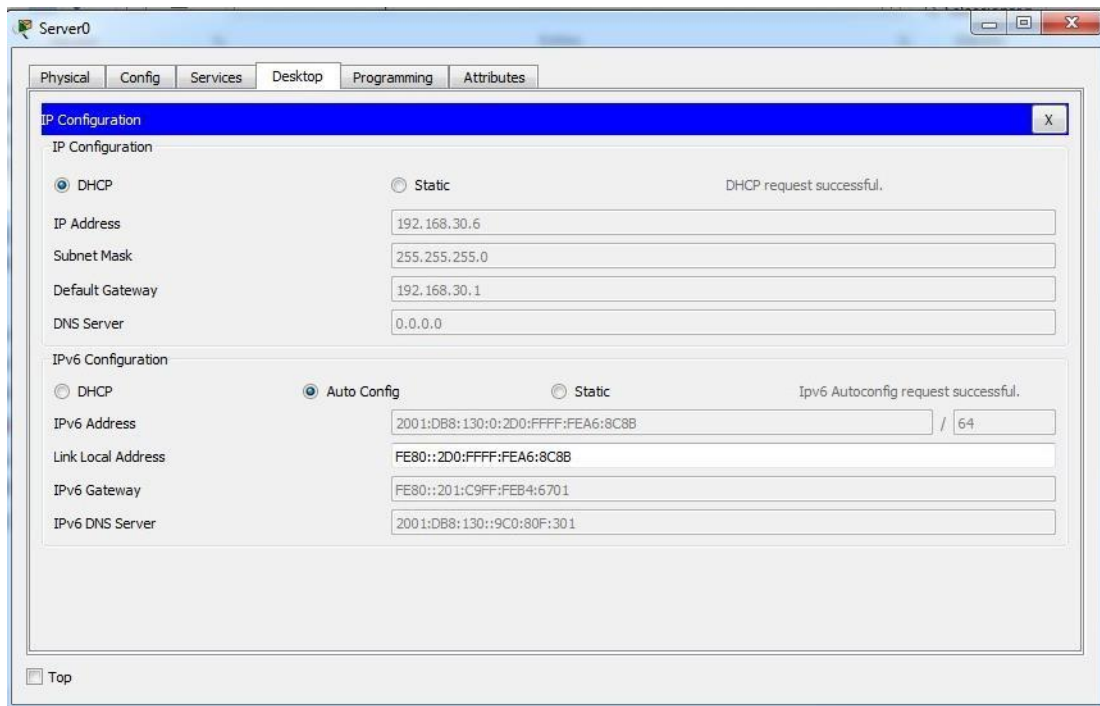 Server0
Physical Config Services Desktop Programming Attributes
IP Configuration X
IP Configuration
DHCP Static DHCP request successful.
IP Address 192.168.30.6
Subnet Mask 255.255.255.0
Default Gateway 192.168.30.1
DNS Server 0.0.0.0
IPv6 Configuration
DHCP Auto Config Static Ipv6 Autoconfig request successful.
IPv6 Address 2001:DB8:130:0:2D0:FFFF:FEA6:8C8B / 64
Link Local Address FE80::2D0:FFFF:FEA6:8C8B
IPv6 Gateway FE80::201:C9FF:FEB4:6701
IPv6 DNS Server 2001:DB8:130::9C0:80F:301
Top